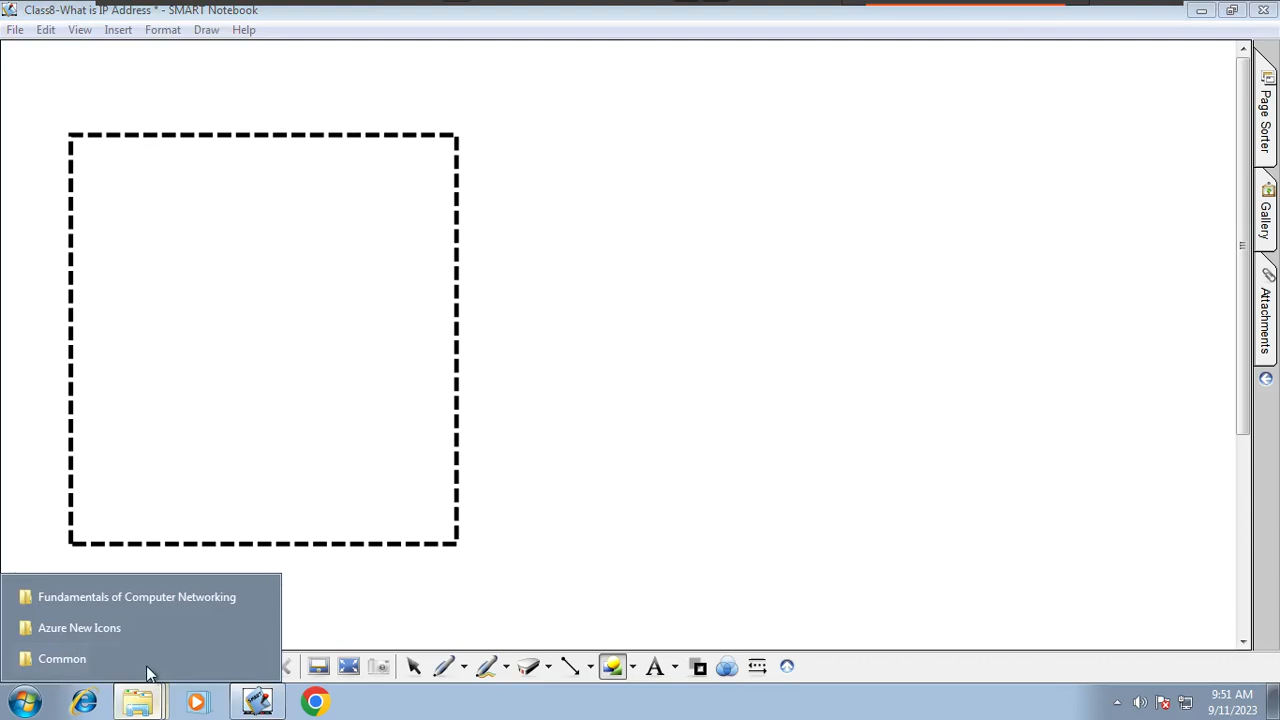 Class8-What is IP Address * - SMART Notebook
File Edit View Insert Format Draw Help
Page Sorter
Gallery
Attachments
Fundamentals of Computer Networking
Azure New Icons
Common
A
9:51 AM
9/11/2023